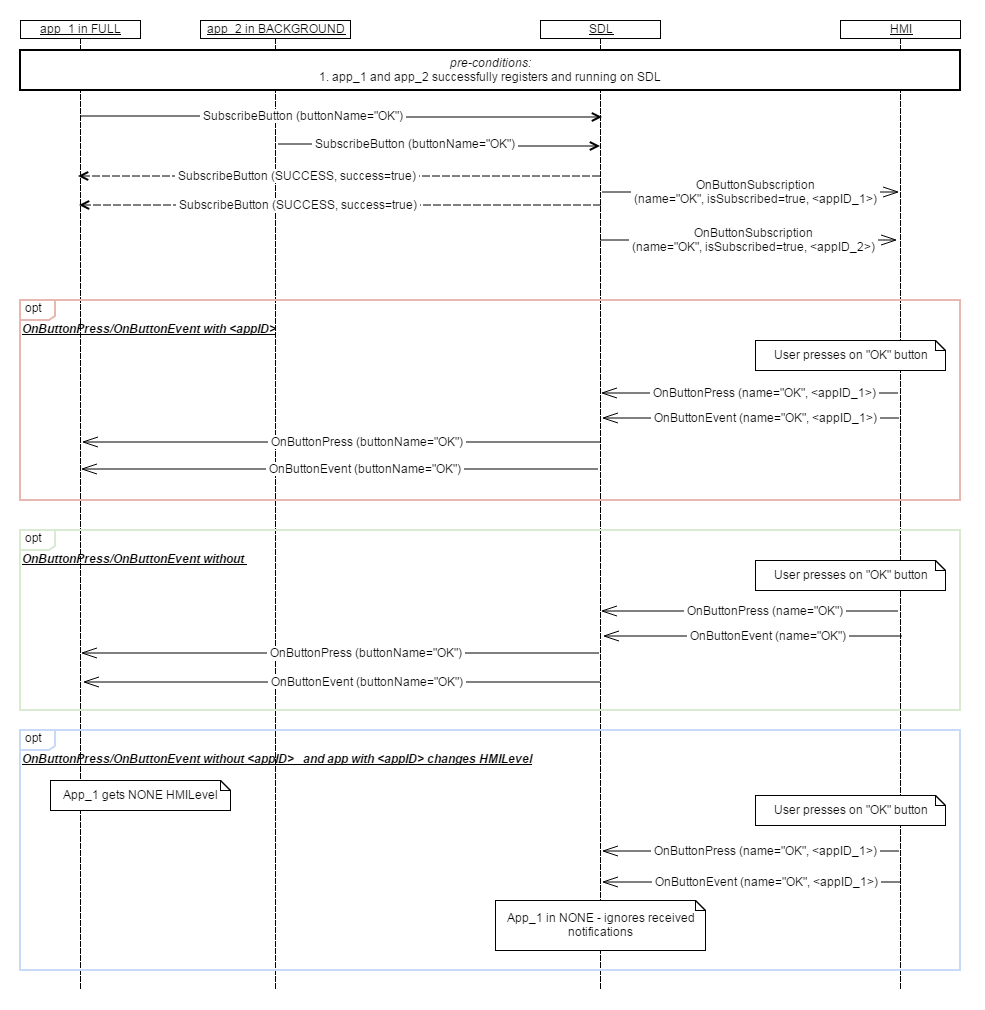 app_1 in FULL
app_2 in BACKGROUND
SDL
HMI
pre-conditions:
1. app_1 and app_2 successfully registers and running on SDL
SubscribeButton (buttonName="OK")
SubscribeButton (buttonName="OK")
SubscribeButton (SUCCESS, success=true)
OnButtonSubscription
(name="OK", isSubscribed=true, <appID_1>)
SubscribeButton (SUCCESS, success=true)
OnButtonSubscription
(name="OK", isSubscribed=true, <appID_2>)
opt
OnButtonPress/OnButtonEvent with <appID>
User presses on "OK" button
OnButtonPress (name="OK", <appID_1>)
OnButtonEvent (name="OK", <appID_1>)
OnButtonPress (buttonName="OK")
OnButtonEvent (buttonName="OK")
opt
OnButtonPress/OnButtonEvent without
User presses on "OK" button
OnButtonPress (name="OK")
OnButtonEvent (name="OK")
OnButtonPress (buttonName="OK")
OnButtonEvent (buttonName="OK")
opt
OnButtonPress/OnButtonEvent without <appID> and app with <appID> changes HMILevel
App_1 gets NONE HMILevel
User presses on "OK" button
OnButtonPress (name="OK", <appID_1>)
OnButtonEvent (name="OK", <appID_1>)
App_1 in NONE - ignores received
notifications